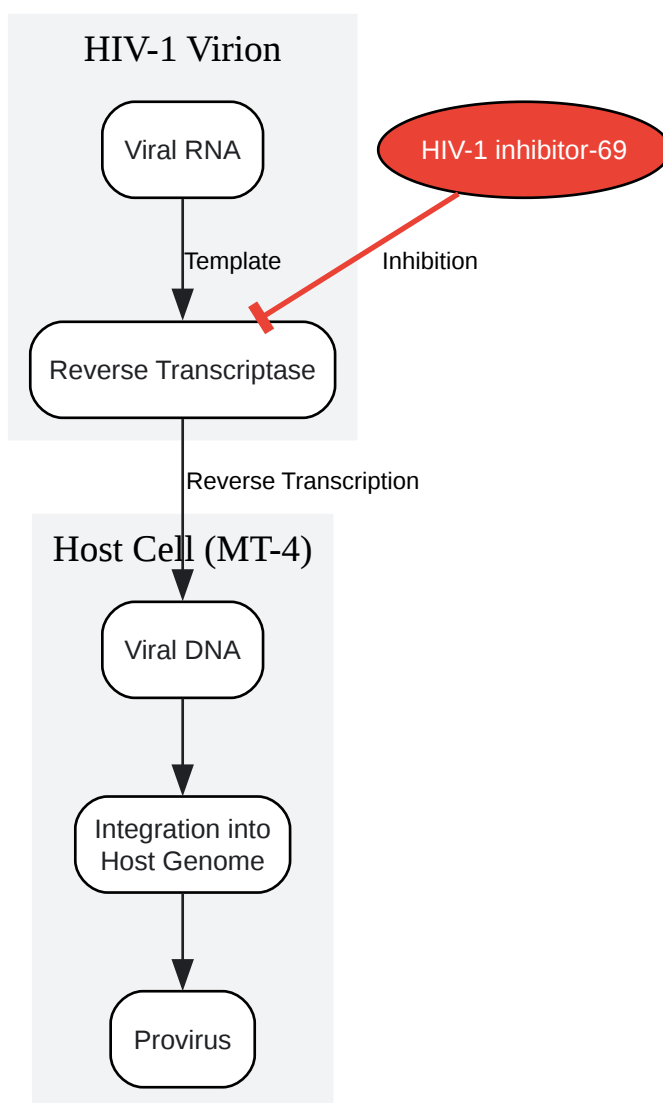 HIV-1 Virion
Viral RNA
HIV-1 inhibitor-69
Template
Inhibition
Reverse Transcriptase
Reverse Transcription
Host Cell (MT-4)
Viral DNA
Integration into
Host Genome
Provirus